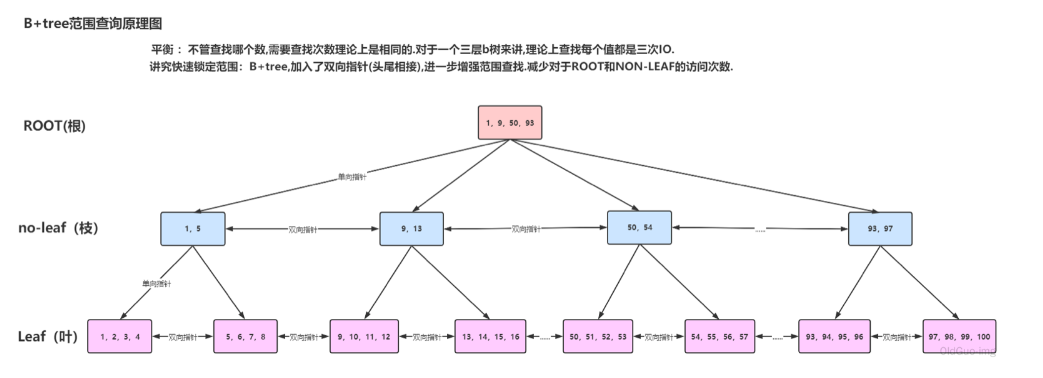 B+tree范围查询原理图
平衡 ：不管查找哪个数,需要查找次数理论上是相同的.对于一个三层b树来讲,理论上查找每个值都是三次IO.
讲究快速锁定范围：B+tree,加入了双向指针(头尾相接),进一步增强范围查找.减少对于ROOT和NON-LEAF的访问次数.
ROOT(根)
1，9，50，93
单向指针
no-leaf（枝）
1，5
双向指针
9，13
双向指针
50，54
.....
93，97
单向指针
Leaf（叶）
1，2，3，4
双向指针
5，6，7，8
双向指针
9，10，11，12
双向指针
13，14，15，16
.....
50，51，52，53
双向指针
54，55，56，57
.....
93，94，95，96
双向指针
97，98，99，100
OldGuo-img